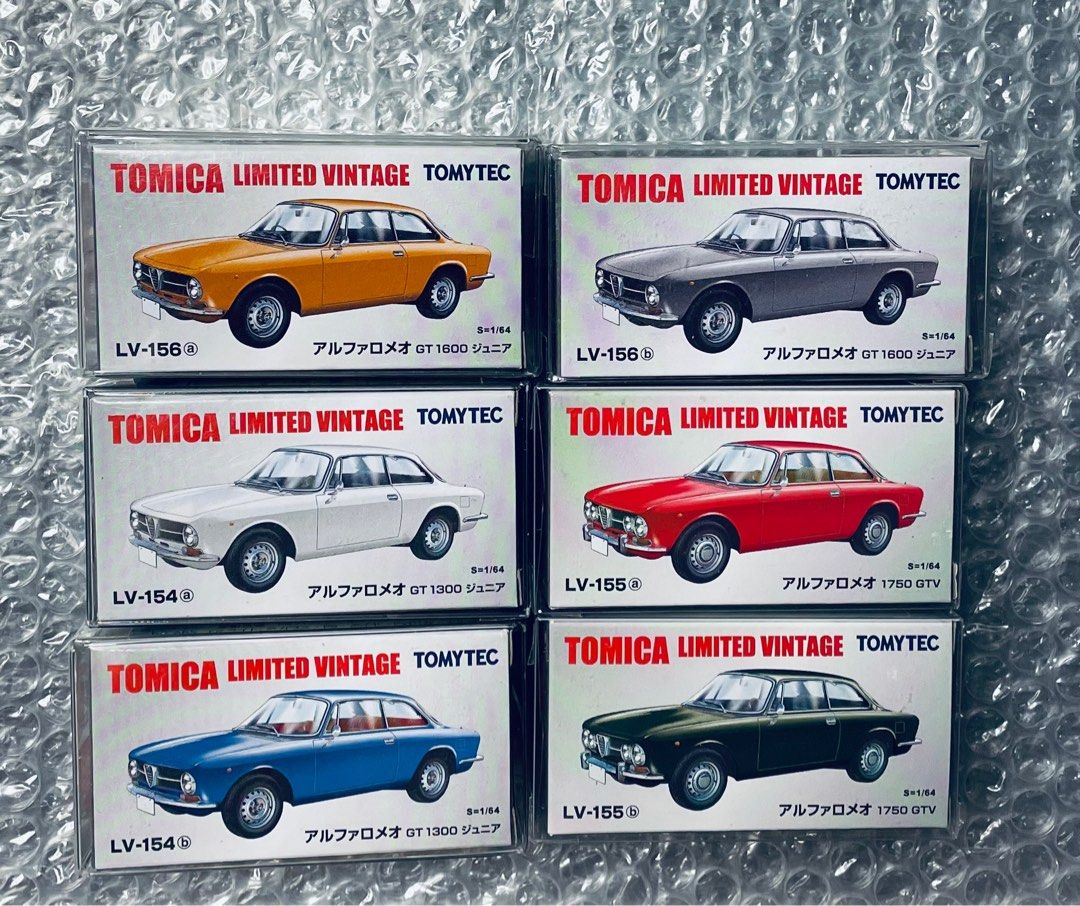 TOMICA LIMITED VINTAGE TOMYTEC
S=1/64
LV-156ⓐ アルファロメオ GT 1600 ジュニア
TOMICA LIMITED VINTAGE TOMYTEC
S=1/64
LV-156ⓑ アルファロメオ GT 1600 ジュニア
TOMICA LIMITED VINTAGE TOMYTEC
S=1/64
LV-154ⓐ アルファロメオ GT 1300 ジュニア
TOMICA LIMITED VINTAGE TOMYTEC
S=1/64
LV-155ⓐ アルファロメオ 1750 GTV
TOMICA LIMITED VINTAGE TOMYTEC
S=1/64
LV-154ⓑ アルファロメオ GT 1300 ジュニア
TOMICA LIMITED VINTAGE TOMYTEC
S=1/64
LV-155ⓑ アルファロメオ 1750 GTV